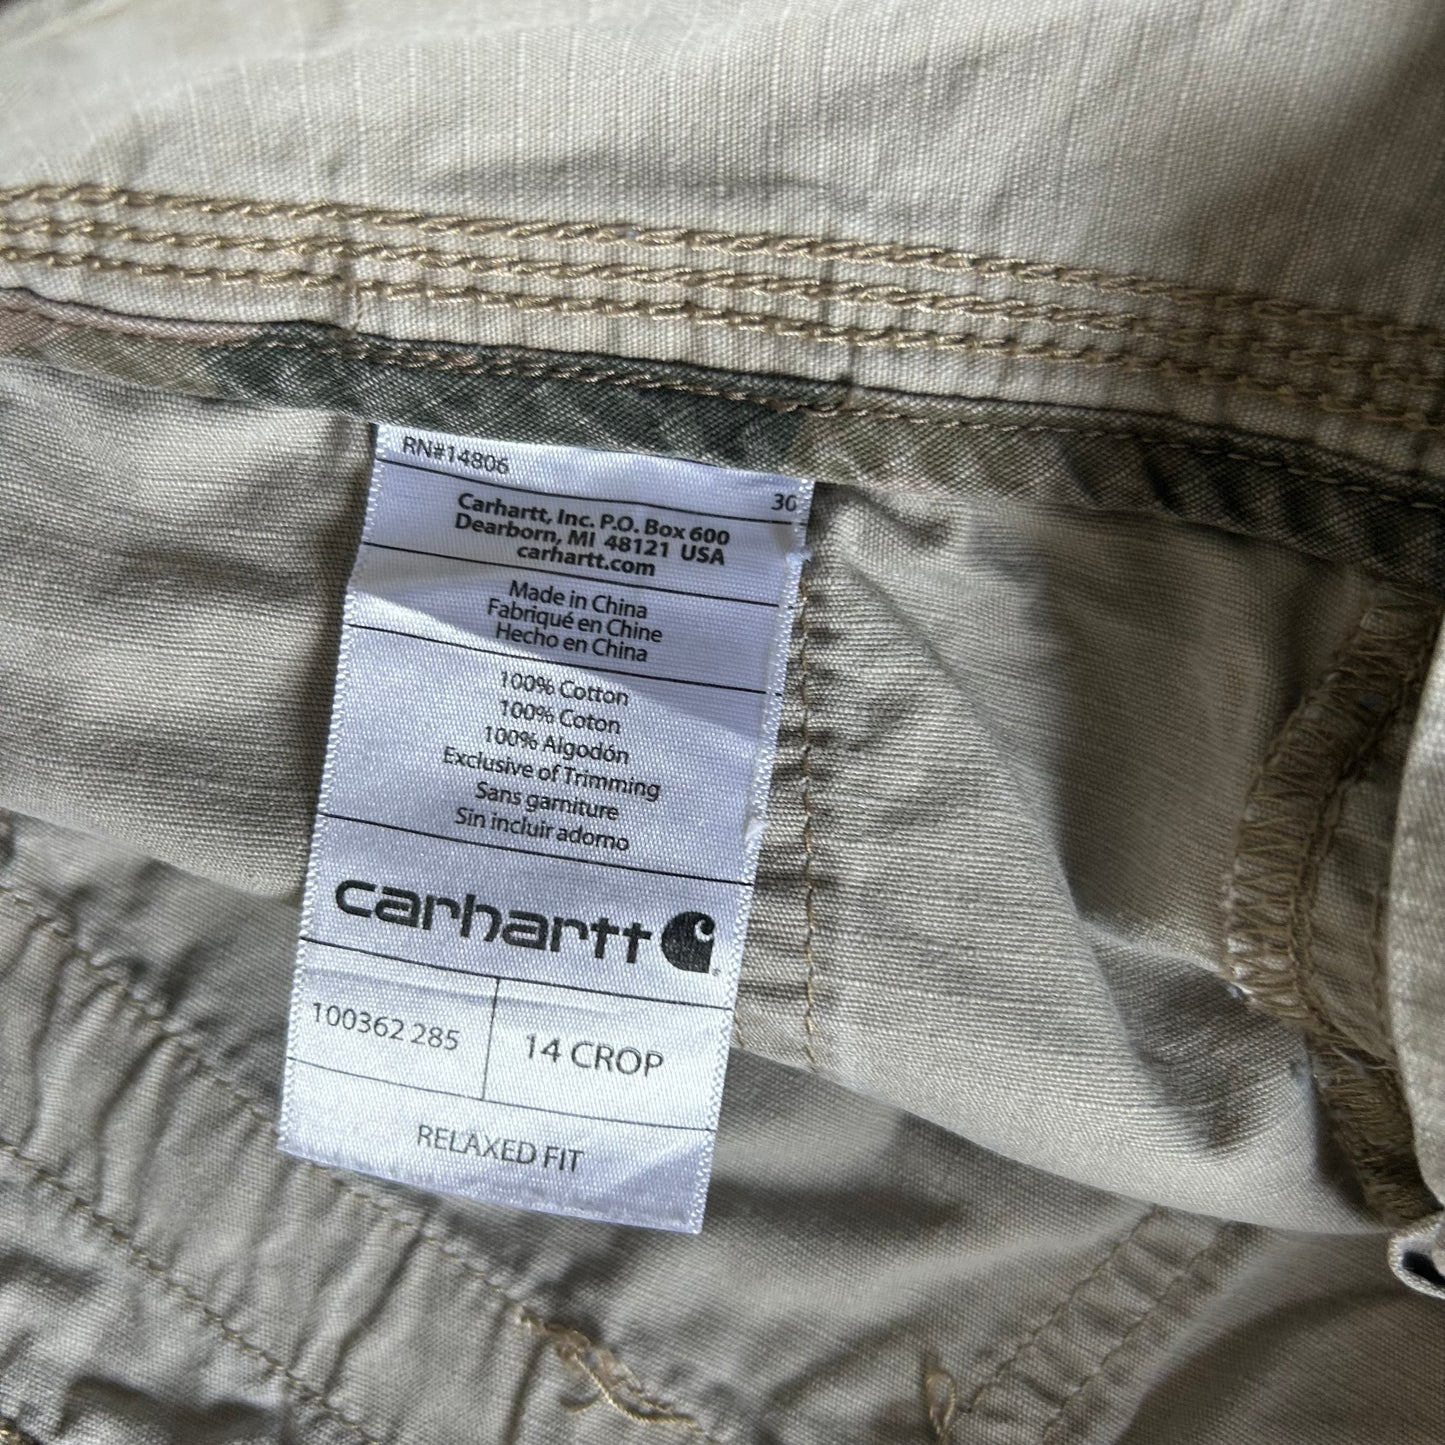 RN#14806
30
Carhartt, Inc. P.O. Box 600
Dearborn, MI 48121 USA
carhartt.com
Made in China
Fabriqué en Chine
Hecho en China
100% Cotton
100% Coton
100% Algodón
Exclusive of Trimming
Sans garniture
Sin incluir adorno
carhartt
100362 285
14 CROP
RELAXED FIT